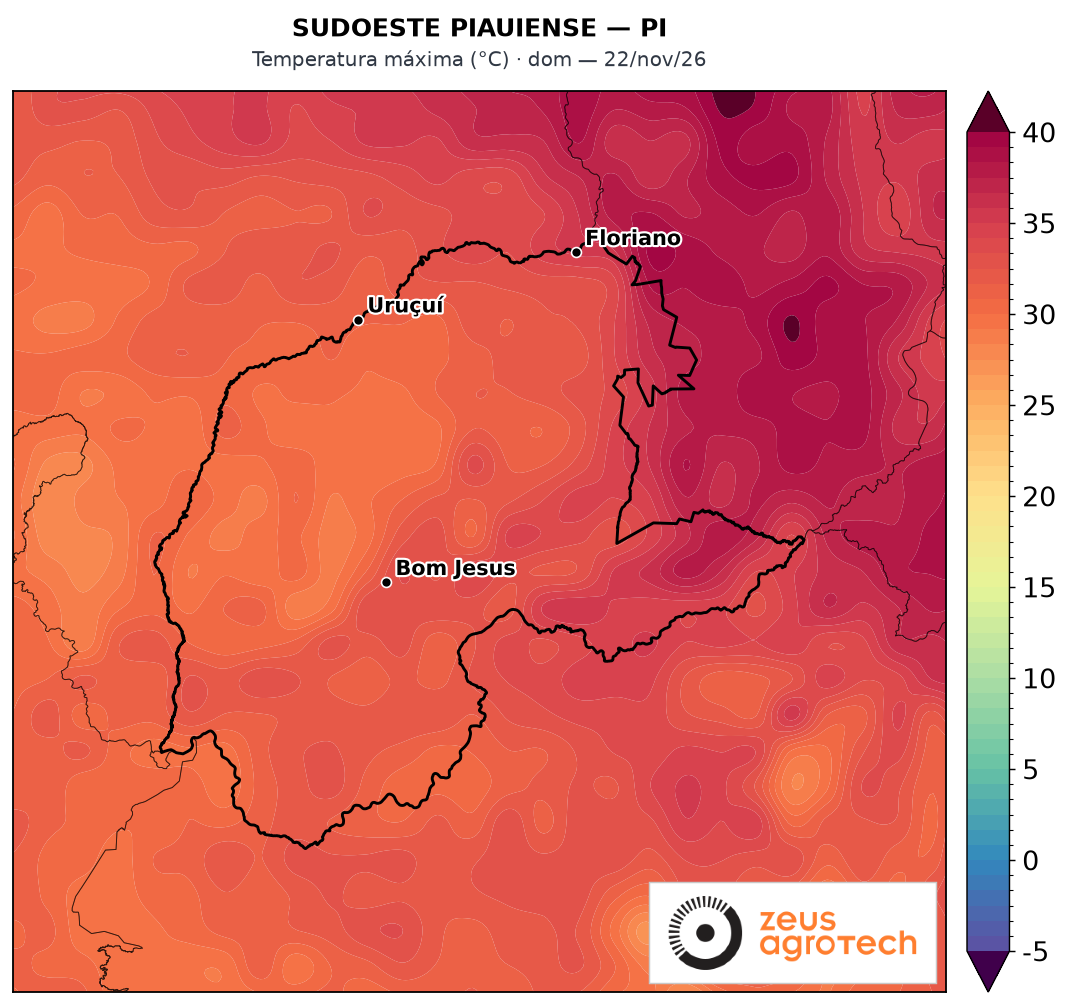 SUDOESTE PIAUIENSE — PI
Temperatura máxima (°C) · dom — 22/nov/26
Floriano
Uruçuí
Bom Jesus
40
35
30
25
20
15
10
5
0
-5
zeus
agrotech